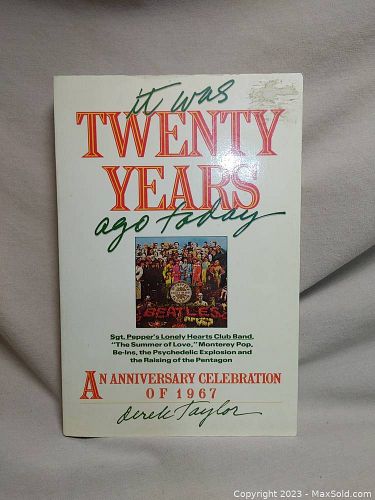 it was
TWENTY
YEARS
ago today
BEATLES
Sgt. Pepper's Lonely Hearts Club Band,
"The Summer of Love," Monterey Pop,
Be-Ins, the Psychedelic Explosion and
the Raising of the Pentagon
AN ANNIVERSARY CELEBRATION
OF 1967
Derek Taylor
Copyright © 2023 - MaxSold.com